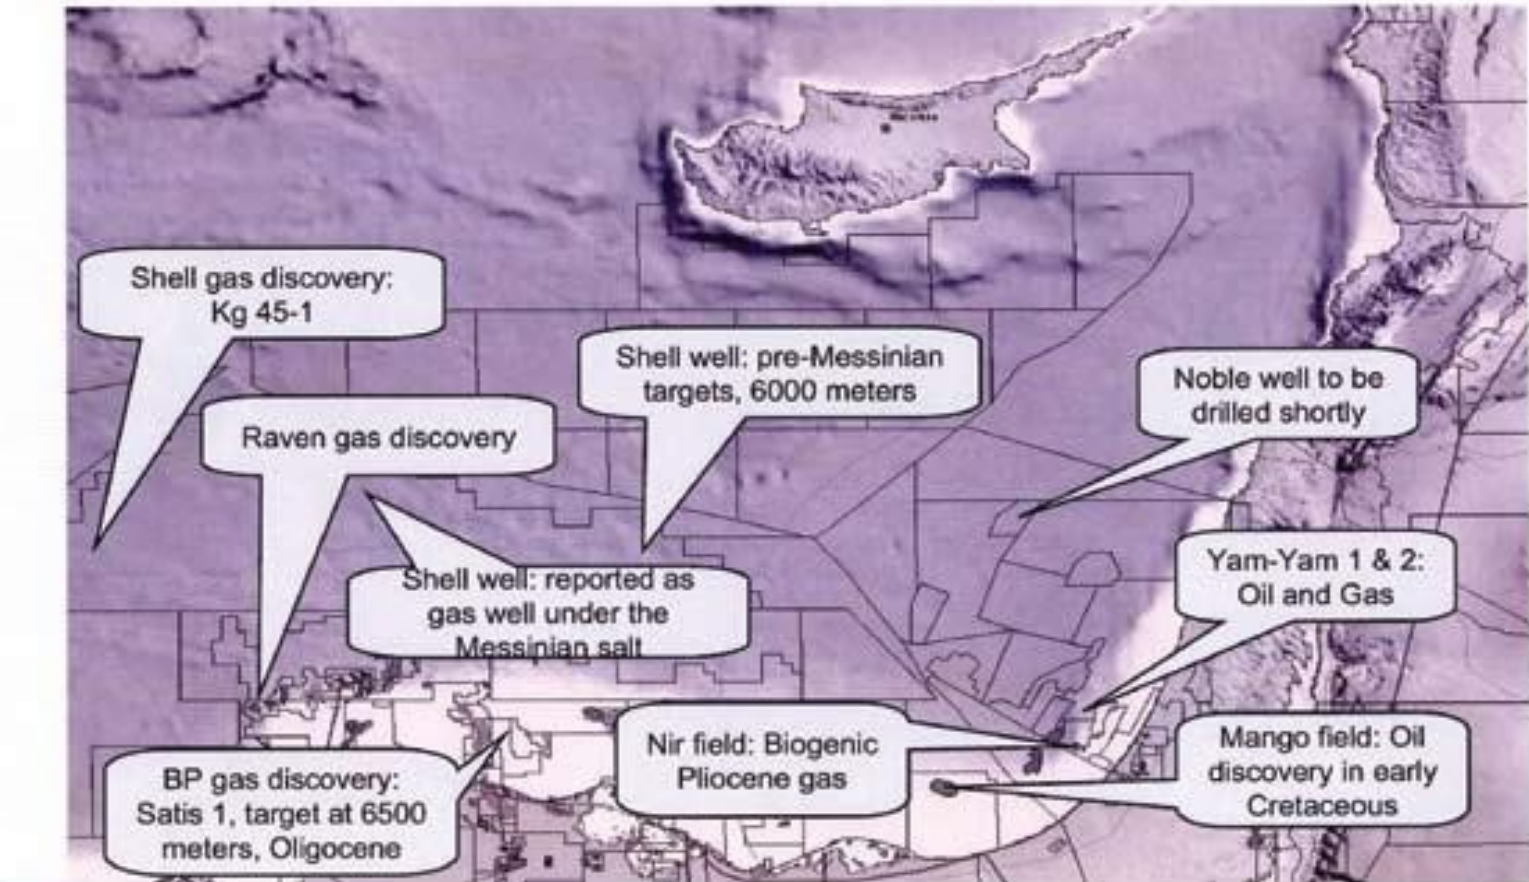 Shell gas discovery:
Kg 45-1
Shell well: pre-Messinian
targets, 6000 meters
Noble well to be
drilled shortly
Raven gas discovery
Shell well: reported as
gas well under the
Messinian salt
Yam-Yam 1 & 2:
Oil and Gas
Nir field: Biogenic
Pliocene gas
Mango field: Oil
discovery in early
Cretaceous
BP gas discovery:
Satis 1, target at 6500
meters, Oligocene